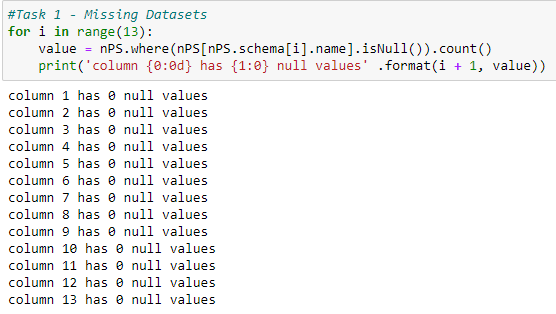 #Task 1 - Missing Datasets
for i in range(13):
    value = nPS.where(nPS[nPS.schema[i].name].isNull()).count()
    print('column {0:0d} has {1:0} null values' .format(i + 1, value))
column 1 has 0 null values
column 2 has 0 null values
column 3 has 0 null values
column 4 has 0 null values
column 5 has 0 null values
column 6 has 0 null values
column 7 has 0 null values
column 8 has 0 null values
column 9 has 0 null values
column 10 has 0 null values
column 11 has 0 null values
column 12 has 0 null values
column 13 has 0 null values